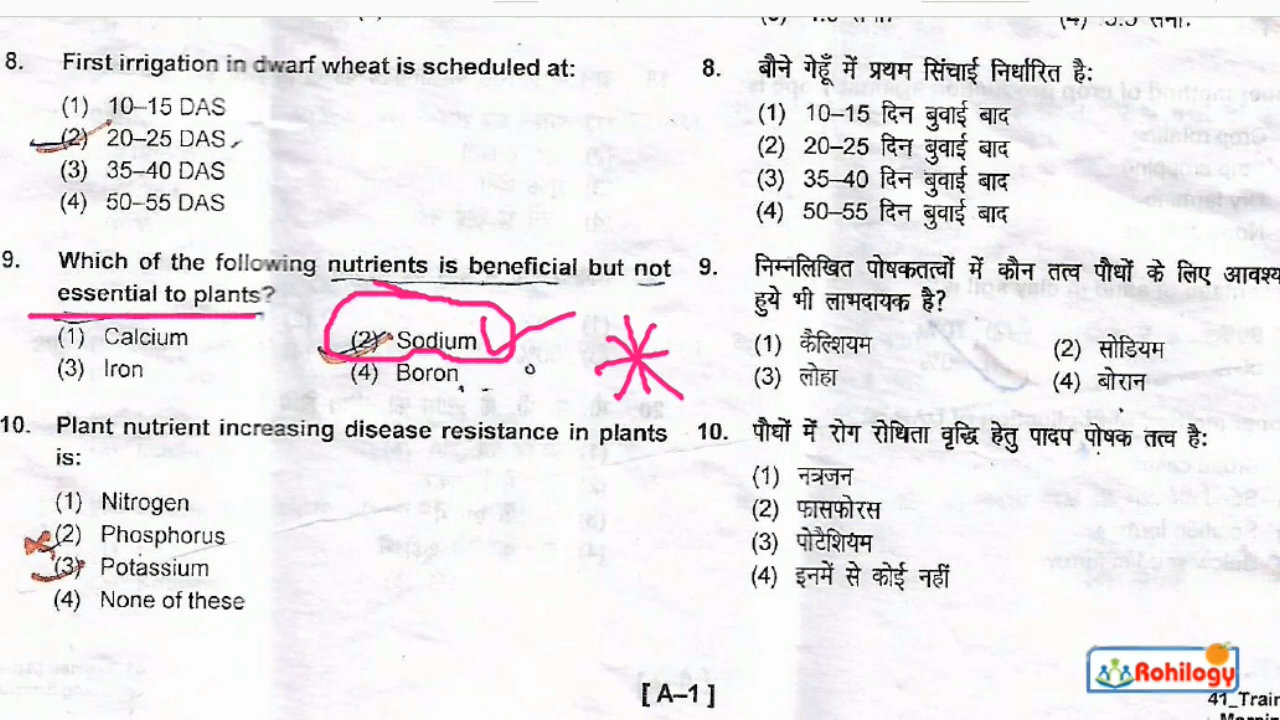 8. First irrigation in dwarf wheat is scheduled at:
(1) 10–15 DAS
(2) 20–25 DAS
(3) 35–40 DAS
(4) 50–55 DAS
9. Which of the following nutrients is beneficial but not
essential to plants?
(1) Calcium (2) Sodium
(3) Iron (4) Boron
10. Plant nutrient increasing disease resistance in plants
is:
(1) Nitrogen
(2) Phosphorus
(3) Potassium
(4) None of these
8. बौने गेहूँ में प्रथम सिंचाई निर्धारित है:
(1) 10–15 दिन बुवाई बाद
(2) 20–25 दिन बुवाई बाद
(3) 35–40 दिन बुवाई बाद
(4) 50–55 दिन बुवाई बाद
9. निम्नलिखित पोषकतत्वों में कौन तत्व पौधों के लिए
हुये भी लाभदायक है?
(1) कैल्शियम (2) सोडियम
(3) लोहा (4) बोरान
10. पौधों में रोग रोधिता वृद्धि हेतु पादप पोषक तत्व है:
(1) नत्रजन
(2) फासफोरस
(3) पोटैशियम
(4) इनमें से कोई नहीं
[ A–1 ]
Rohilogy